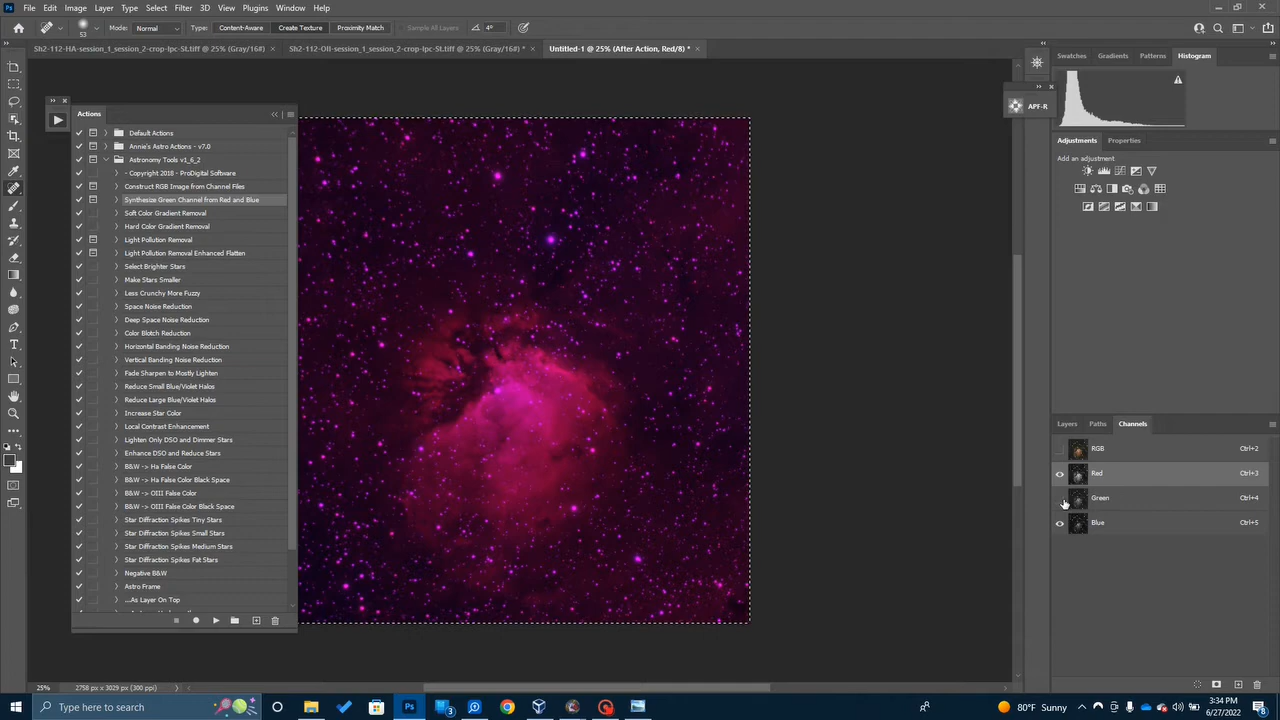 Ps File Edit Image Layer Type Select Filter 3D View Plugins Window Help
53 Mode: Normal Type: Content-Aware Create Texture Proximity Match Sample All Layers 4°
Sh2-112-HA-session_1_session_2-crop-lpc-St.tiff @ 25% (Gray/16#) × Sh2-112-OII-session_1_session_2-crop-lpc-St.tiff @ 25% (Gray/16#) * × Untitled-1 @ 25% (After Action, Red/8) * ×
Actions
Default Actions
Annie's Astro Actions - v7.0
Astronomy Tools v1_6_2
- Copyright 2018 - ProDigital Software
Construct RGB Image from Channel Files
Synthesize Green Channel from Red and Blue
Soft Color Gradient Removal
Hard Color Gradient Removal
Light Pollution Removal
Light Pollution Removal Enhanced Flatten
Select Brighter Stars
Make Stars Smaller
Less Crunchy More Fuzzy
Space Noise Reduction
Deep Space Noise Reduction
Color Blotch Reduction
Horizontal Banding Noise Reduction
Vertical Banding Noise Reduction
Fade Sharpen to Mostly Lighten
Reduce Small Blue/Violet Halos
Reduce Large Blue/Violet Halos
Increase Star Color
Local Contrast Enhancement
Lighten Only DSO and Dimmer Stars
Enhance DSO and Reduce Stars
B&W -> Ha False Color
B&W -> Ha False Color Black Space
B&W -> OIII False Color
B&W -> OIII False Color Black Space
Star Diffraction Spikes Tiny Stars
Star Diffraction Spikes Small Stars
Star Diffraction Spikes Medium Stars
Star Diffraction Spikes Fat Stars
Negative B&W
Astro Frame
...As Layer On Top
APF-R
Swatches Gradients Patterns Histogram
Adjustments Properties
Add an adjustment
Layers Paths Channels
RGB Ctrl+2
Red Ctrl+3
Green Ctrl+4
Blue Ctrl+5
25% 2758 px x 3029 px (300 ppi)
Type here to search
Ps
80°F Sunny
3:34 PM
6/27/2022
8